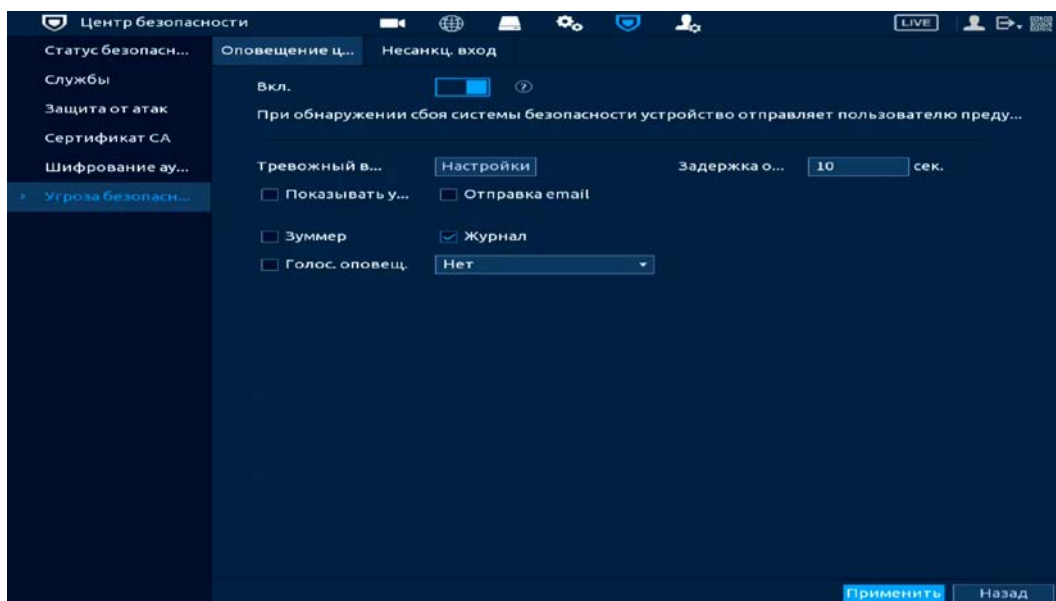 Центр безопасности
LIVE
Статус безопасн...
Службы
Защита от атак
Сертификат CA
Шифрование ау...
Угроза безопасн...
Оповещение ц...
Несанкц. вход
Вкл.
?
При обнаружении сбоя системы безопасности устройство отправляет пользователю преду...
Тревожный в...
Настройки
Задержка о...
10
сек.
Показывать у...
Отправка email
Зуммер
Журнал
Голос. оповещ.
Нет
Применить
Назад